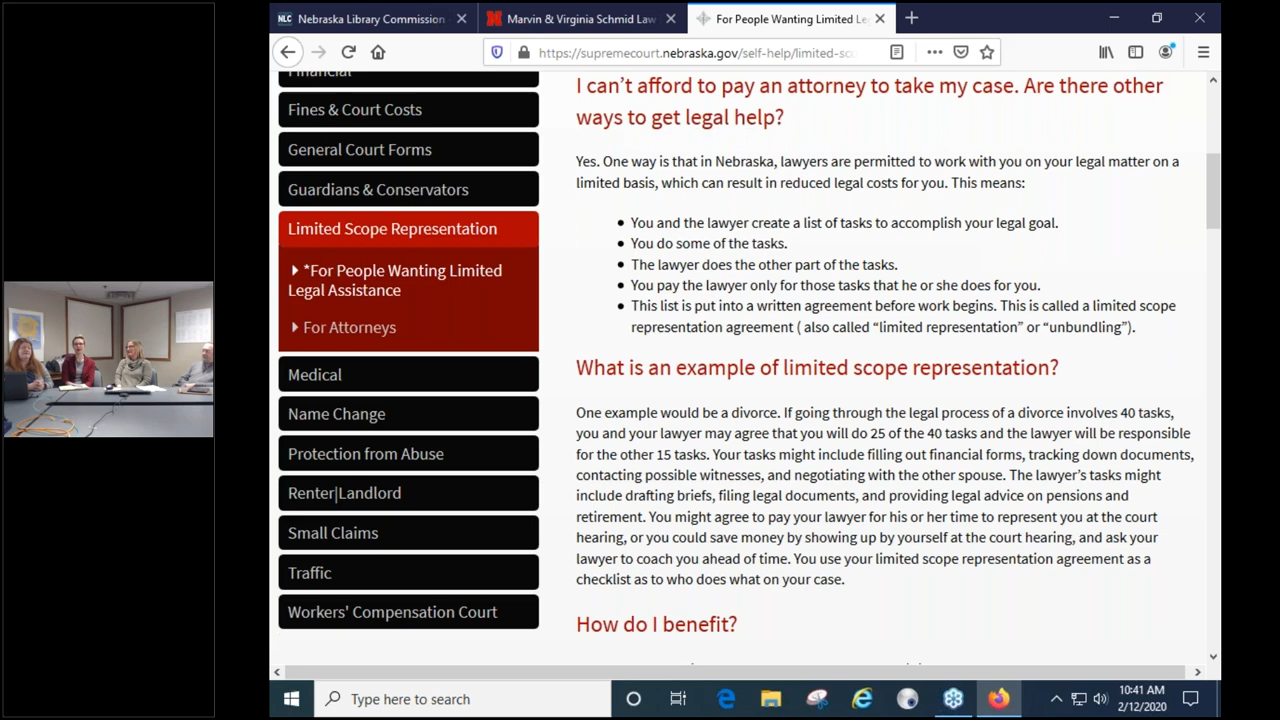 NLC Nebraska Library Commission
Marvin & Virginia Schmid Law
For People Wanting Limited Le
https://supremecourt.nebraska.gov/self-help/limited-sc
Financial
Fines & Court Costs
General Court Forms
Guardians & Conservators
Limited Scope Representation
*For People Wanting Limited
Legal Assistance
For Attorneys
Medical
Name Change
Protection from Abuse
Renter|Landlord
Small Claims
Traffic
Workers' Compensation Court
I can’t afford to pay an attorney to take my case. Are there other
ways to get legal help?
Yes. One way is that in Nebraska, lawyers are permitted to work with you on your legal matter on a
limited basis, which can result in reduced legal costs for you. This means:
● You and the lawyer create a list of tasks to accomplish your legal goal.
● You do some of the tasks.
● The lawyer does the other part of the tasks.
● You pay the lawyer only for those tasks that he or she does for you.
● This list is put into a written agreement before work begins. This is called a limited scope
representation agreement ( also called “limited representation” or “unbundling”).
What is an example of limited scope representation?
One example would be a divorce. If going through the legal process of a divorce involves 40 tasks,
you and your lawyer may agree that you will do 25 of the 40 tasks and the lawyer will be responsible
for the other 15 tasks. Your tasks might include filling out financial forms, tracking down documents,
contacting possible witnesses, and negotiating with the other spouse. The lawyer’s tasks might
include drafting briefs, filing legal documents, and providing legal advice on pensions and
retirement. You might agree to pay your lawyer for his or her time to represent you at the court
hearing, or you could save money by showing up by yourself at the court hearing, and ask your
lawyer to coach you ahead of time. You use your limited scope representation agreement as a
checklist as to who does what on your case.
How do I benefit?
Type here to search
10:41 AM
2/12/2020